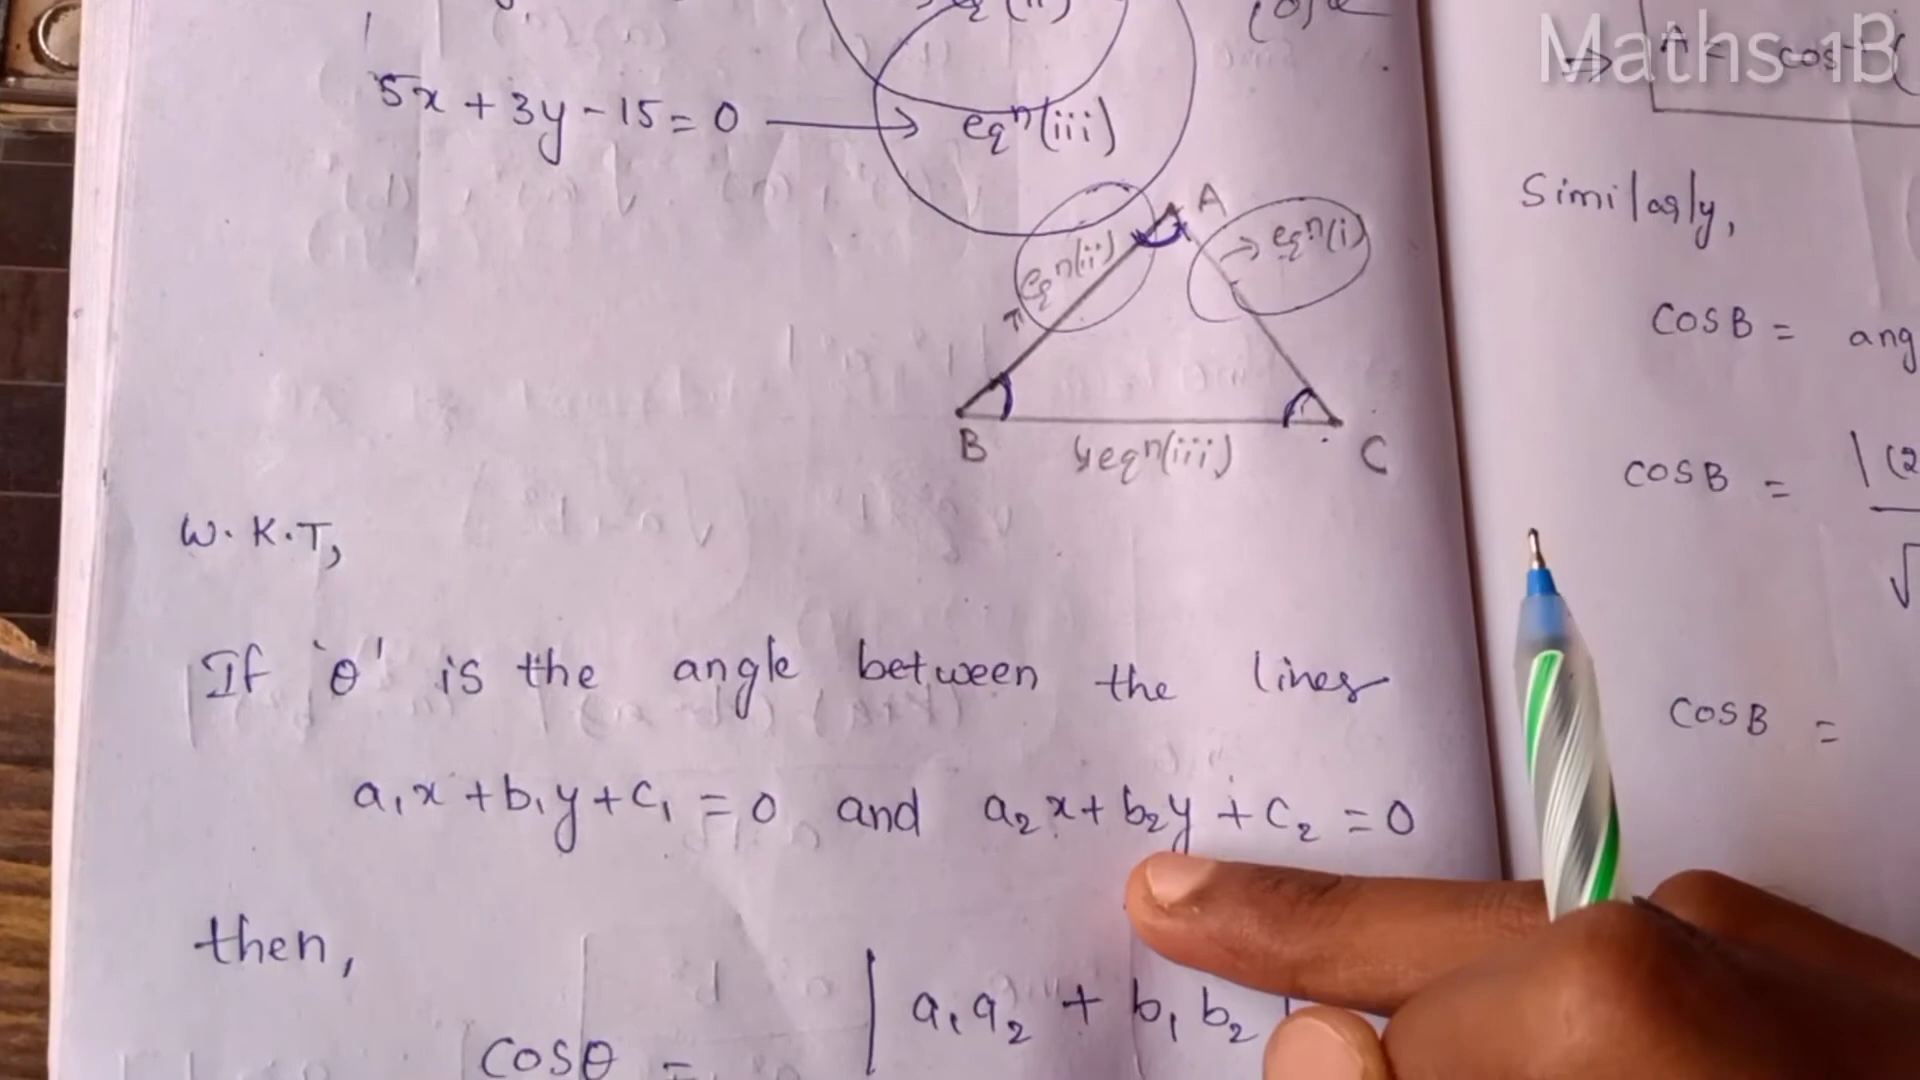 5x + 3y - 15 = 0 → eqⁿ(iii)
A
eqⁿ(ii)
→ eqⁿ(i)
B
eqⁿ(iii)
C
W.K.T,
If 'θ' is the angle between the lines
a₁x + b₁y + c₁ = 0 and a₂x + b₂y + c₂ = 0
then,
cosθ = | a₁a₂ + b₁b₂ |
Maths 1B
Similarly,
COSB = ang
COSB = |(2
√
COSB =